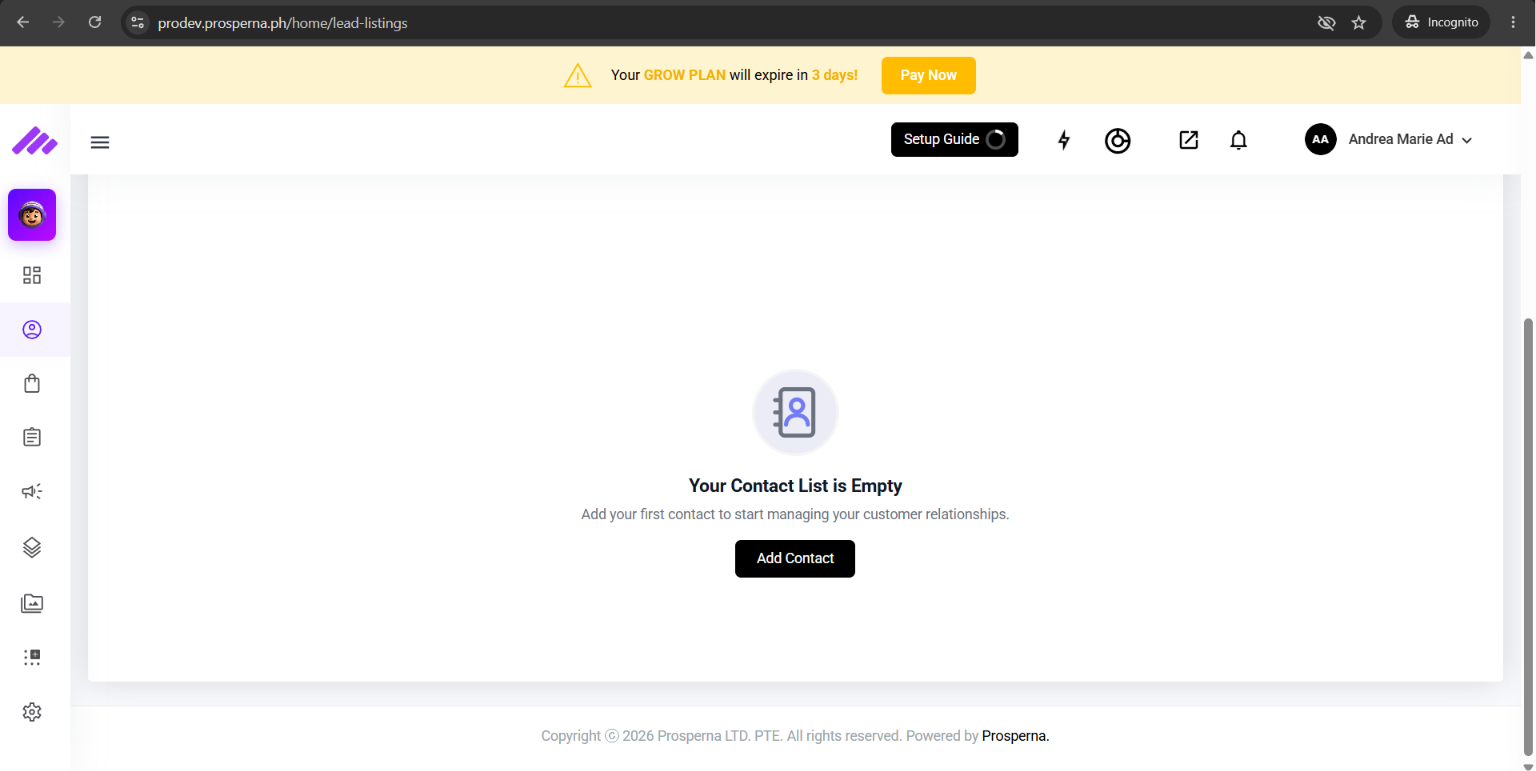 prodev.prosperna.ph/home/lead-listings
Incognito
Your GROW PLAN will expire in 3 days!
Pay Now
Setup Guide
AA
Andrea Marie Ad
Your Contact List is Empty
Add your first contact to start managing your customer relationships.
Add Contact
Copyright Ⓒ 2026 Prosperna LTD. PTE. All rights reserved. Powered by Prosperna.